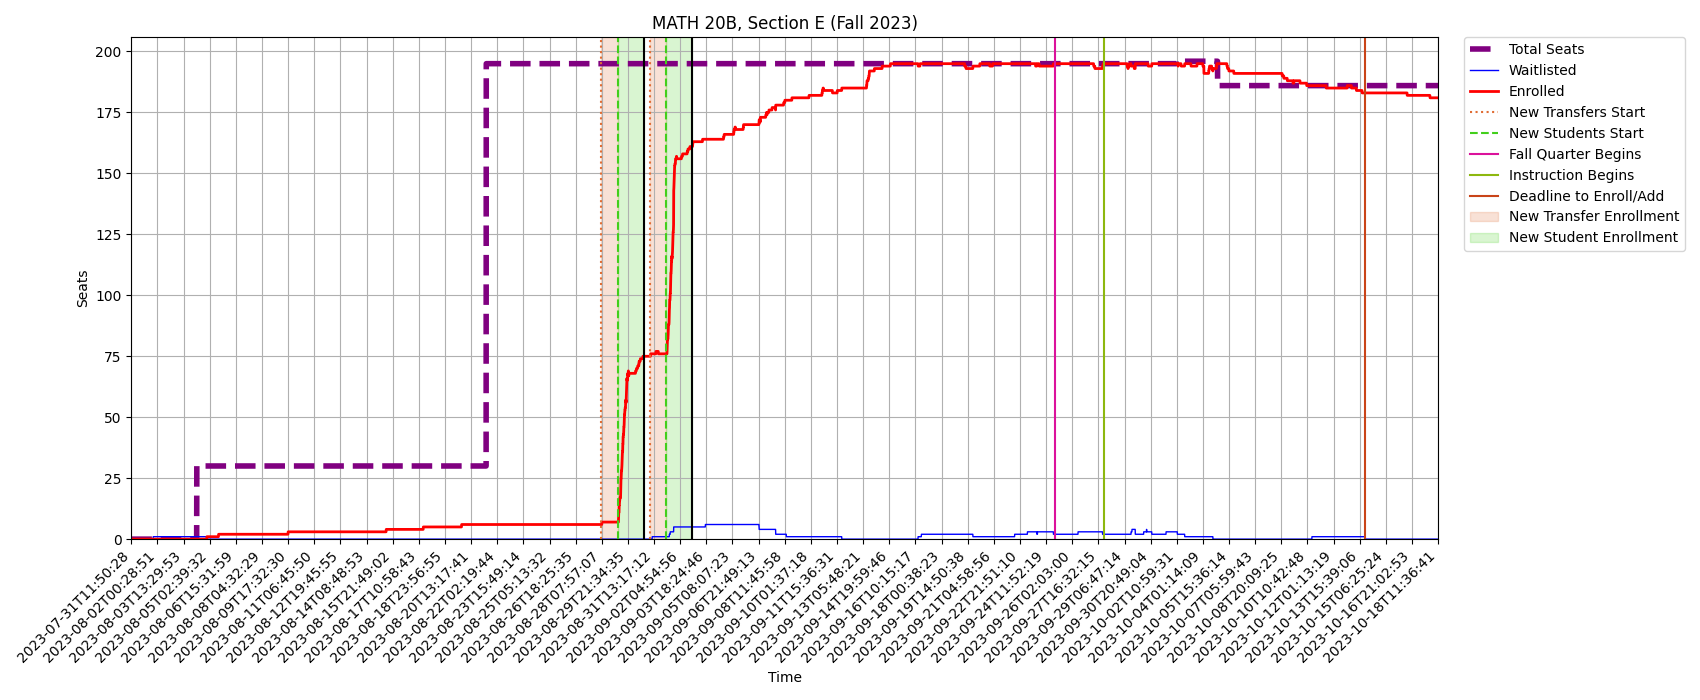 MATH 20B, Section E (Fall 2023)
Seats
200
175
150
125
100
75
50
25
0
Total Seats
Waitlisted
Enrolled
New Transfers Start
New Students Start
Fall Quarter Begins
Instruction Begins
Deadline to Enroll/Add
New Transfer Enrollment
New Student Enrollment
2023-07-31T11:50:28
2023-08-02T00:28:51
2023-08-03T13:29:53
2023-08-05T02:39:32
2023-08-06T15:31:59
2023-08-08T04:32:29
2023-08-09T17:32:30
2023-08-11T06:45:50
2023-08-12T19:45:55
2023-08-14T08:48:53
2023-08-15T21:49:02
2023-08-17T10:58:43
2023-08-18T23:56:55
2023-08-20T13:17:41
2023-08-22T02:19:44
2023-08-23T15:49:14
2023-08-25T05:13:32
2023-08-26T18:25:35
2023-08-28T07:57:07
2023-08-29T21:34:35
2023-08-31T13:17:12
2023-09-02T04:54:56
2023-09-03T18:24:46
2023-09-05T08:07:23
2023-09-06T21:49:13
2023-09-08T11:45:58
2023-09-10T01:37:18
2023-09-11T15:36:31
2023-09-13T05:48:21
2023-09-14T19:59:46
2023-09-16T10:15:17
2023-09-18T00:38:23
2023-09-19T14:50:38
2023-09-21T04:58:56
2023-09-22T21:51:10
2023-09-24T11:52:19
2023-09-26T02:03:00
2023-09-27T16:32:15
2023-09-29T06:47:14
2023-09-30T20:49:04
2023-10-02T10:59:31
2023-10-04T01:14:09
2023-10-05T15:36:14
2023-10-07T05:59:43
2023-10-08T20:09:25
2023-10-10T10:42:48
2023-10-12T01:13:19
2023-10-13T15:39:06
2023-10-15T06:25:24
2023-10-16T21:02:53
2023-10-18T11:36:41
Time